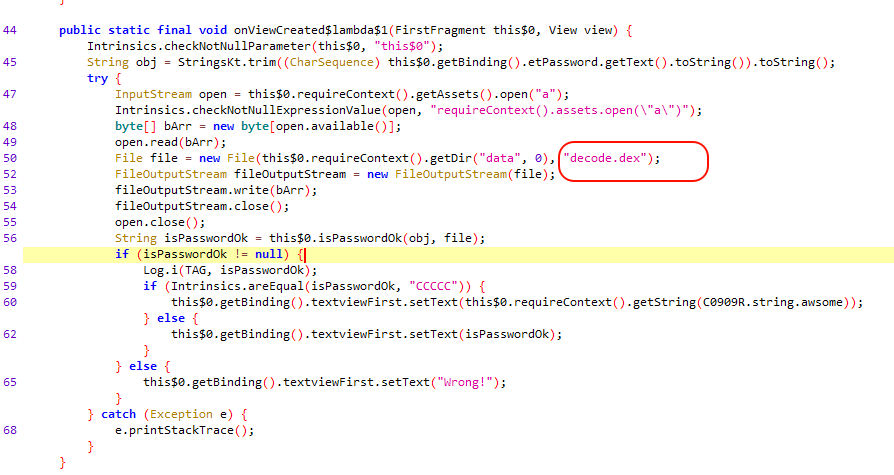 }
44 public static final void onViewCreated$lambda$1(FirstFragment this$0, View view) {
Intrinsics.checkNotNullParameter(this$0, "this$0");
45 String obj = StringsKt.trim((CharSequence) this$0.getBinding().etPassword.getText().toString()).toString();
try {
47 InputStream open = this$0.requireContext().getAssets().open("a");
Intrinsics.checkNotNullExpressionValue(open, "requireContext().assets.open(\"a\")");
48 byte[] bArr = new byte[open.available()];
49 open.read(bArr);
50 File file = new File(this$0.requireContext().getDir("data", 0), "decode.dex");
52 FileOutputStream fileOutputStream = new FileOutputStream(file);
53 fileOutputStream.write(bArr);
54 fileOutputStream.close();
55 open.close();
56 String isPasswordOk = this$0.isPasswordOk(obj, file);
if (isPasswordOk != null) {
58 Log.i(TAG, isPasswordOk);
59 if (Intrinsics.areEqual(isPasswordOk, "CCCCC")) {
60 this$0.getBinding().textviewFirst.setText(this$0.requireContext().getString(C0909R.string.awsome));
} else {
62 this$0.getBinding().textviewFirst.setText(isPasswordOk);
}
} else {
65 this$0.getBinding().textviewFirst.setText("Wrong!");
}
} catch (Exception e) {
68 e.printStackTrace();
}
}